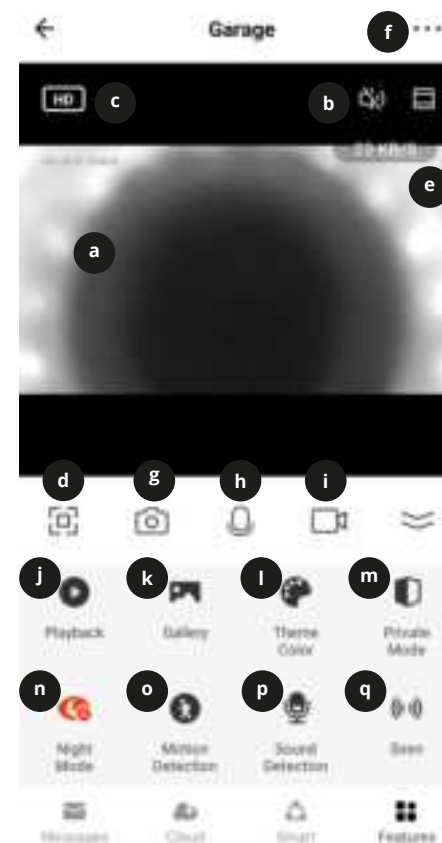 Garage
f
HD
c
b
KB/S
e
a
d
g
h
i
j
k
l
m
Playback
Gallery
Theme
Color
Private
Mode
n
o
p
q
Night
Mode
Motion
Detection
Sound
Detection
Siren
Messages
Cloud
Smart
Features